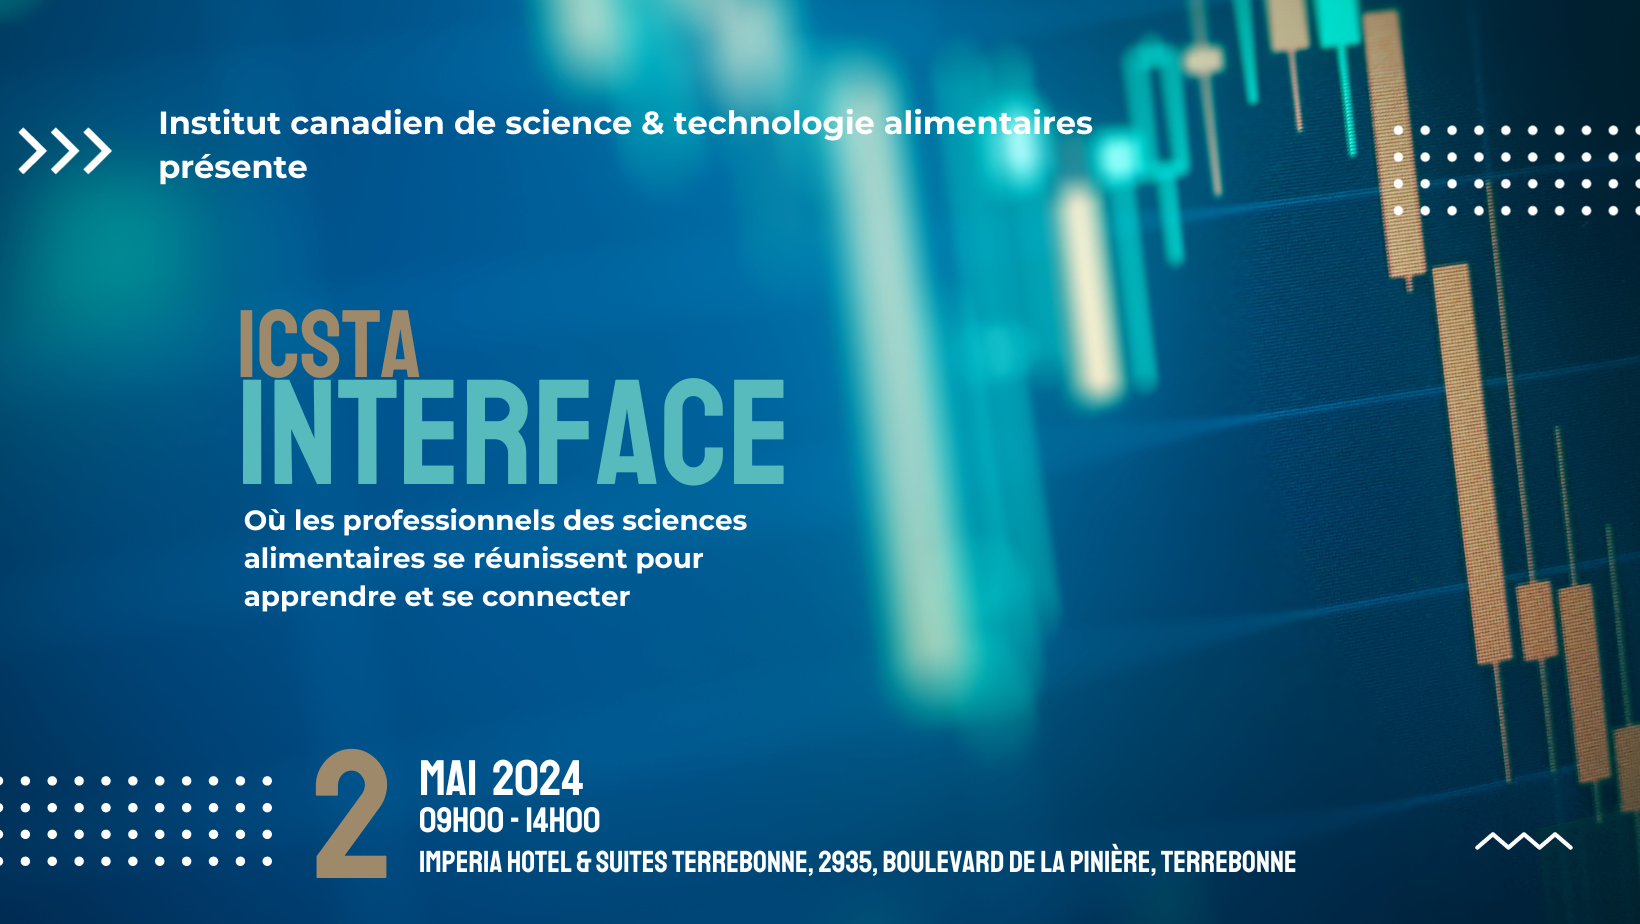 Institut canadien de science & technologie alimentaires
présente
ICSTA
INTERFACE
Où les professionnels des sciences
alimentaires se réunissent pour
apprendre et se connecter
2
MAI 2024
09H00 - 14H00
IMPERIA HOTEL & SUITES TERREBONNE, 2935, BOULEVARD DE LA PINIÈRE, TERREBONNE